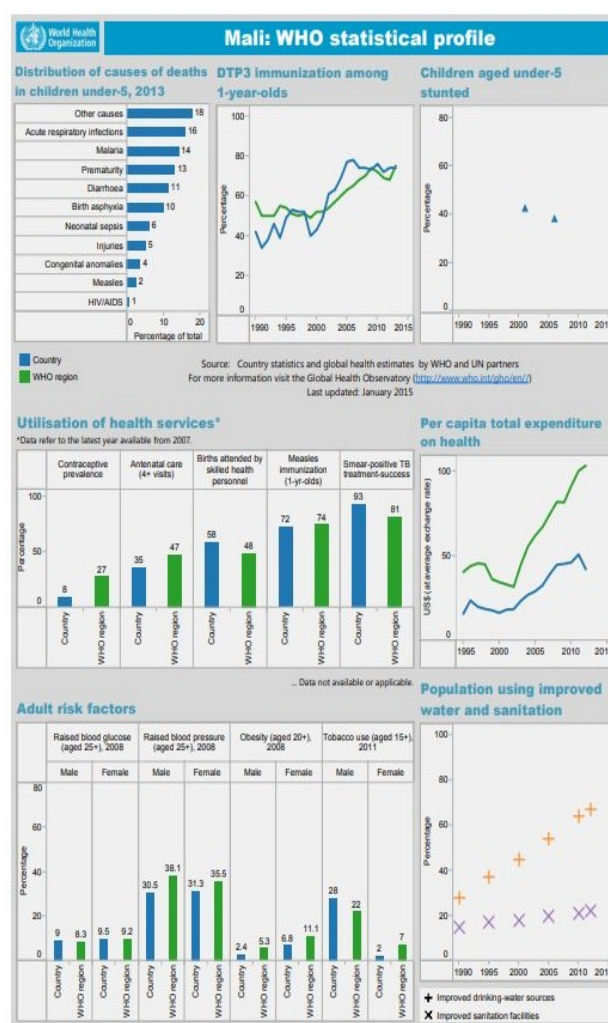 World Health
Organization
Mali: WHO statistical profile
Distribution of causes of deaths
in children under-5, 2013
Other causes 18
Acute respiratory infections 16
Malaria 14
Prematurity 13
Diarrhoea 11
Birth asphyxia 10
Neonatal sepsis 6
Injuries 5
Congenital anomalies 4
Measles 2
HIV/AIDS 1
0 10 20
Percentage of total
DTP3 immunization among
1-year-olds
Percentage
100
80
60
40
20
0
1990 1995 2000 2005 2010 2015
Children aged under-5
stunted
Percentage
80
60
40
20
0
1990 1995 2000 2005 2010
Country
WHO region
Source: Country statistics and global health estimates by WHO and UN partners
For more information visit the Global Health Observatory (http://www.who.int/gho/en//)
Last updated: January 2015
Utilisation of health services*
*Data refer to the latest year available from 2007.
Contraceptive
prevalence
Antenatal care
(4+ visits)
Births attended by
skilled health
personnel
Measles
immunization
(1-yr-olds)
Smear-positive TB
treatment-success
Percentage
100
50
0
8 27 35 47 58 48 72 74 93 81
Country WHO region Country WHO region Country WHO region Country WHO region Country WHO region
... Data not available or applicable.
Per capita total expenditure
on health
US$ (at average exchange rate)
100
50
0
1995 2000 2005 2010
Adult risk factors
Raised blood glucose
(aged 25+), 2008
Raised blood pressure
(aged 25+), 2008
Obesity (aged 20+),
2008
Tobacco use (aged 15+),
2011
Male Female Male Female Male Female Male Female
Percentage
80
60
40
20
0
9 8.3 9.5 9.2 30.5 38.1 31.3 35.5 2.4 5.3 6.8 11.1 28 22 2 7
Country WHO region Country WHO region Country WHO region Country WHO region Country WHO region Country WHO region Country WHO region Country WHO region
Population using improved
water and sanitation
Percentage
100
80
60
40
20
0
1990 1995 2000 2005 2010
Improved drinking-water sources
Improved sanitation facilities